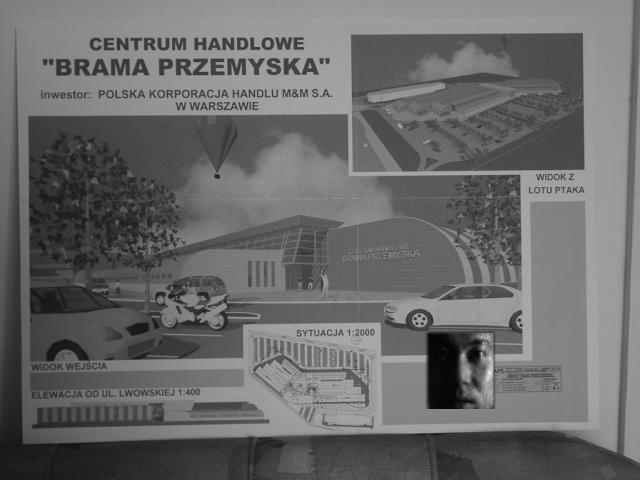 CENTRUM HANDLOWE
"BRAMA PRZEMYSKA"
inwestor: POLSKA KORPORACJA HANDLU M&M S.A.
W WARSZAWIE
WIDOK Z
LOTU PTAKA
CENTRUM HANDLOWE
BRAMA PRZEMYSKA
WIDOK WEJŚCIA
SYTUACJA 1:2000
ELEWACJA OD UL. LWOWSKIEJ 1:400